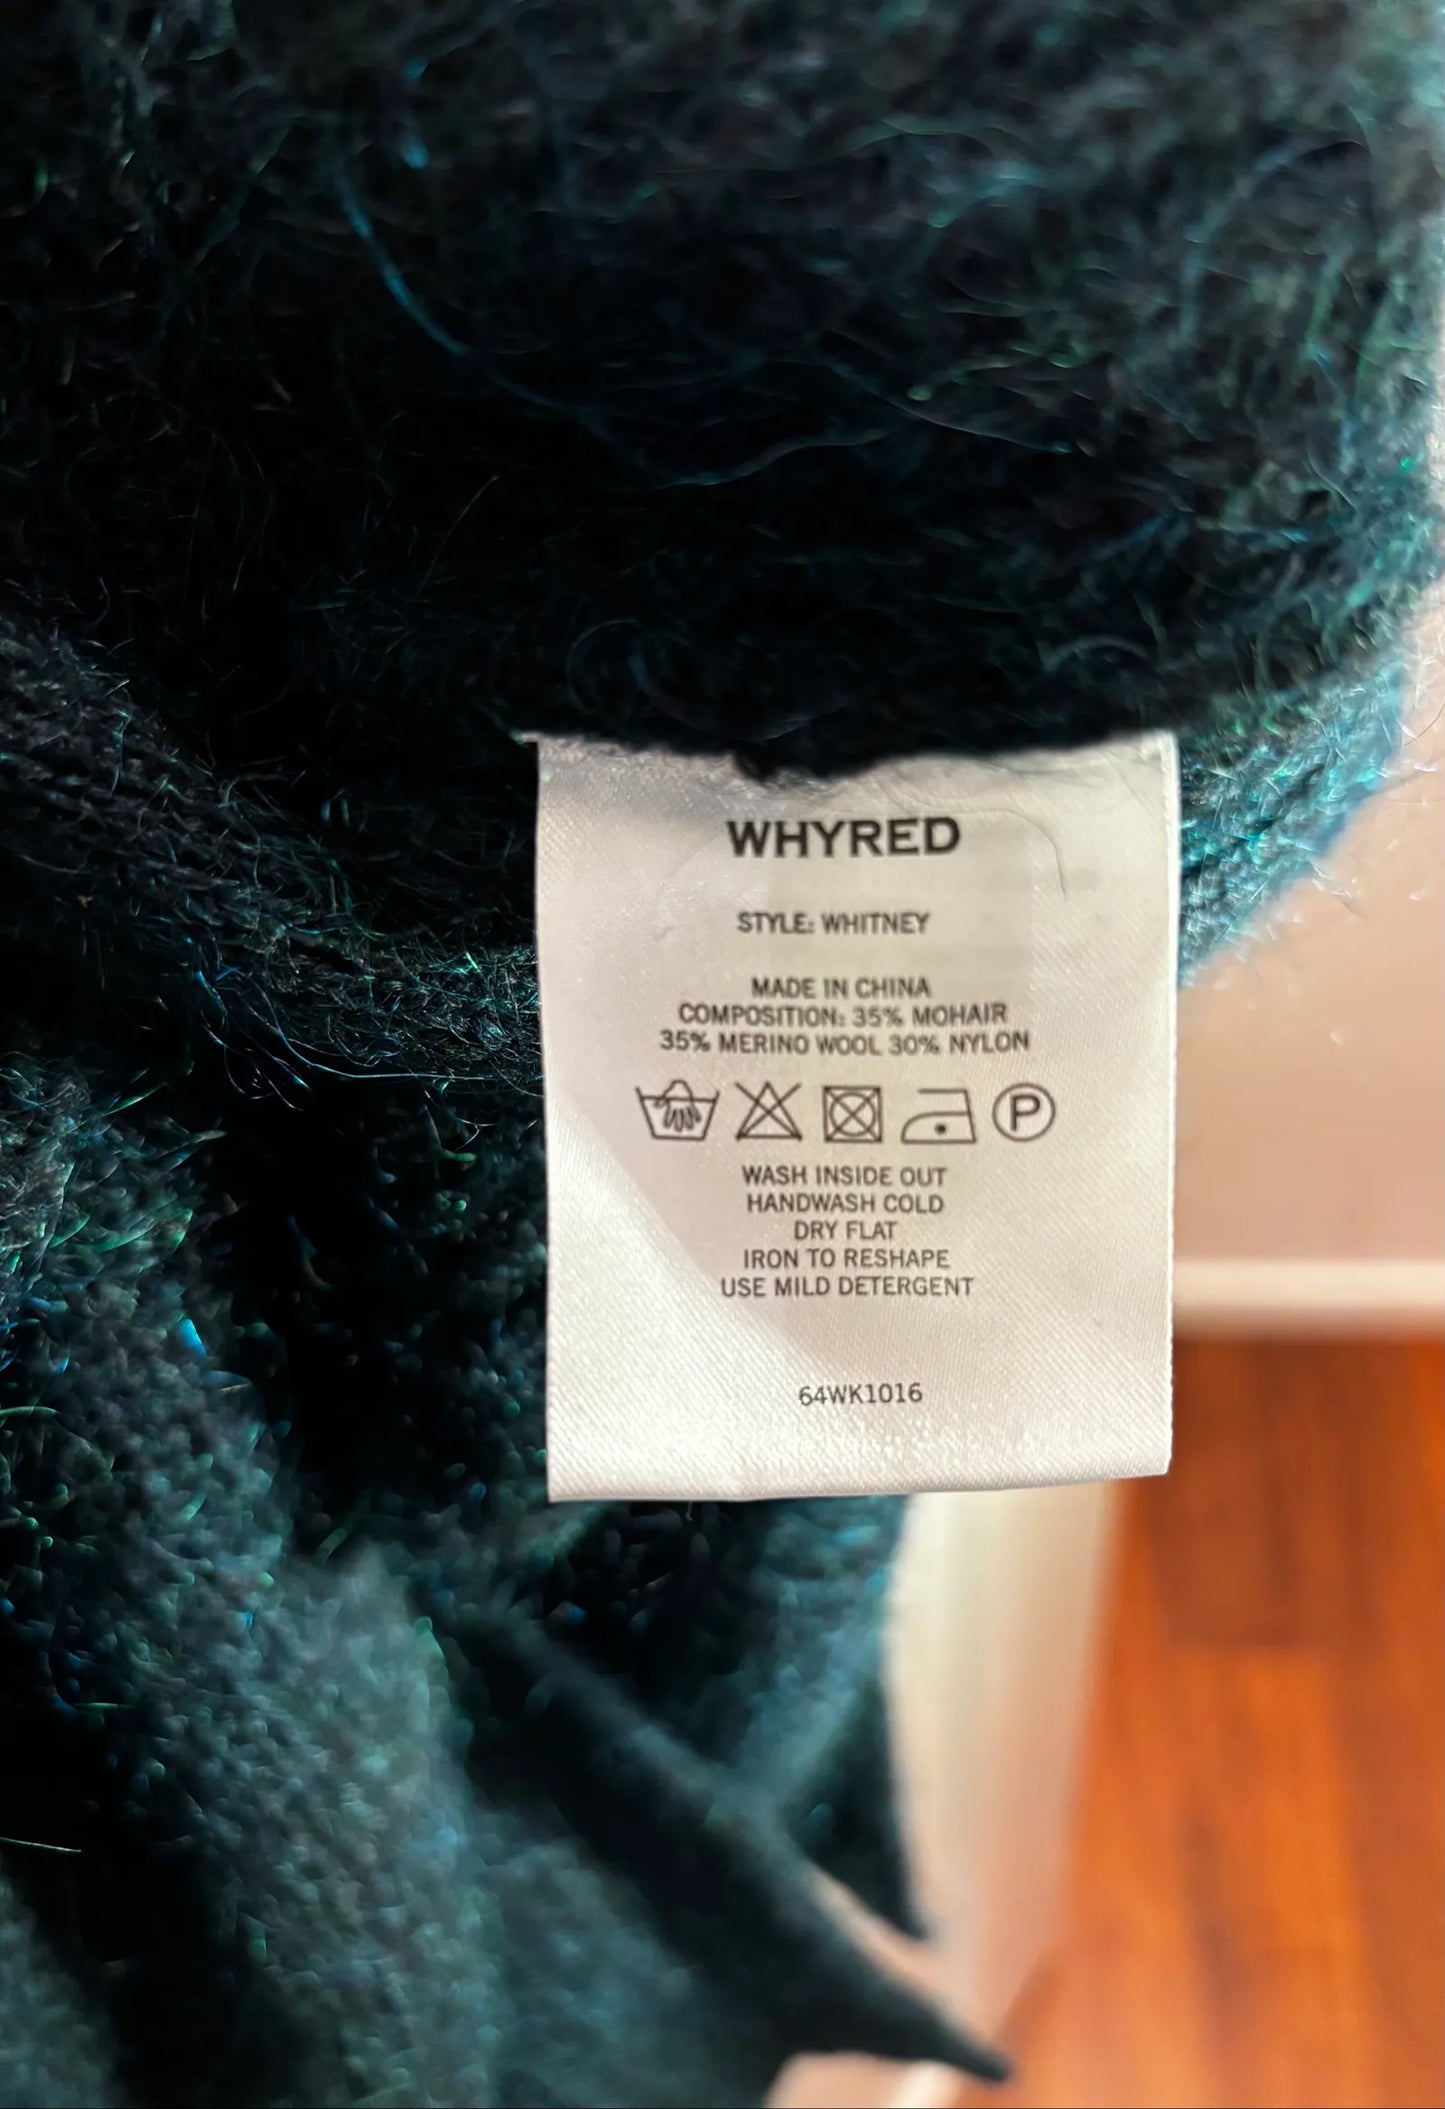 WHYRED
STYLE: WHITNEY
MADE IN CHINA
COMPOSITION: 35% MOHAIR
35% MERINO WOOL 30% NYLON
P
WASH INSIDE OUT
HANDWASH COLD
DRY FLAT
IRON TO RESHAPE
USE MILD DETERGENT
64WK1016